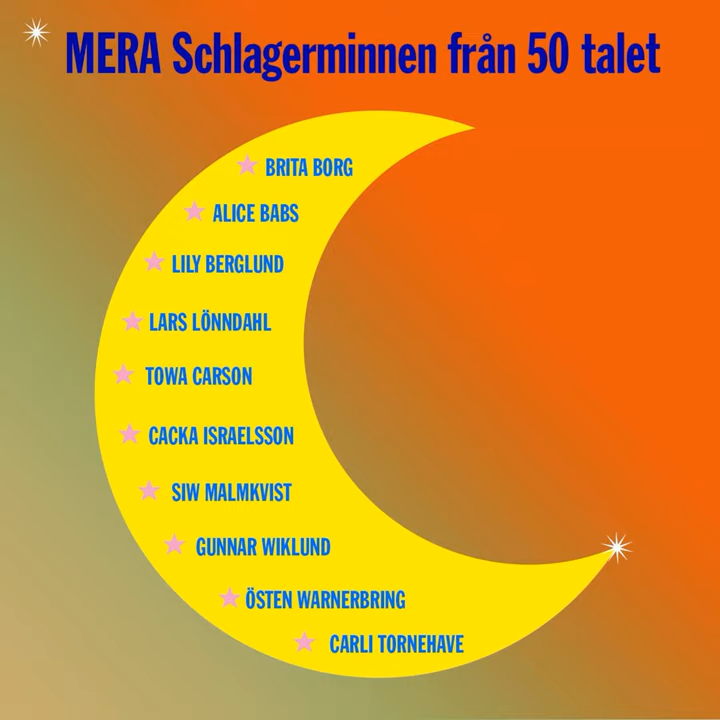 MERA Schlagerminnen från 50 talet
BRITA BORG
ALICE BABS
LILY BERGLUND
LARS LÖNNDAHL
TOWA CARSON
CACKA ISRAELSSON
SIW MALMKVIST
GUNNAR WIKLUND
ÖSTEN WARNERBRING
CARLI TORNEHAVE